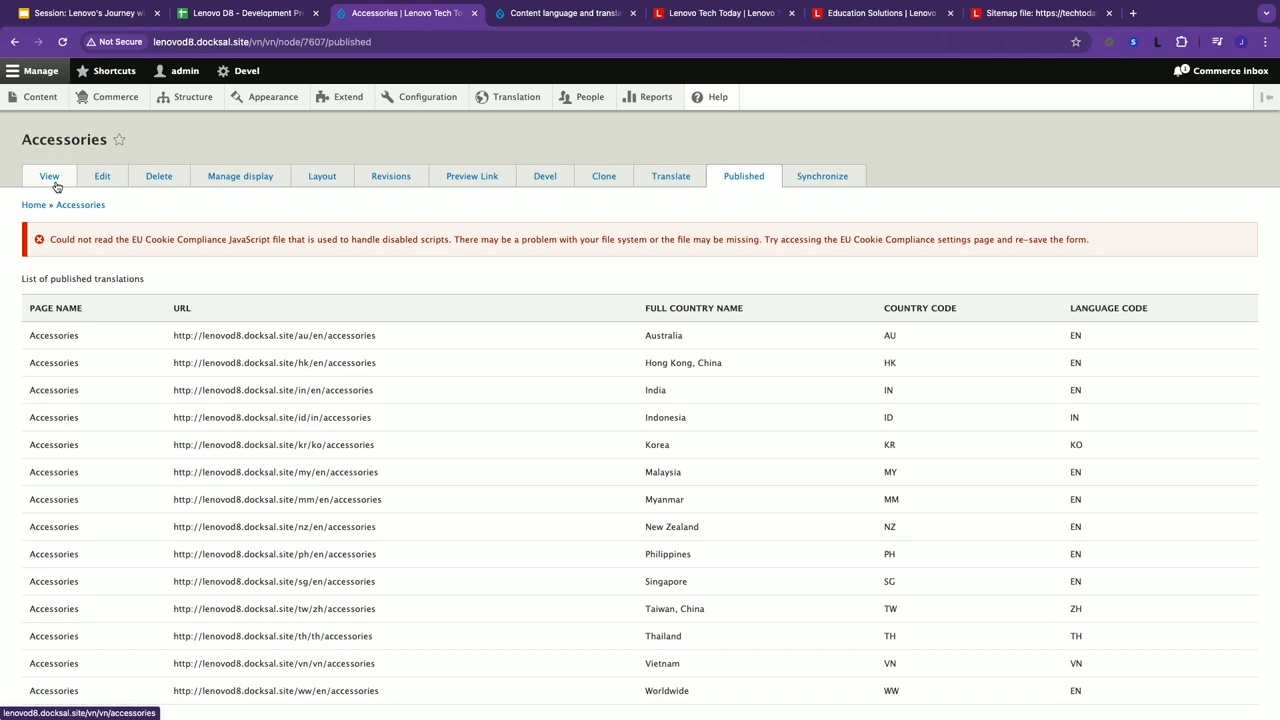 Session: Lenovo's Journey wi
Lenovo D8 - Development Pr
Accessories | Lenovo Tech To
Content language and transla
Lenovo Tech Today | Lenovo T
Education Solutions | Lenovo
Sitemap file: https://techtoda
Not Secure
lenovod8.docksal.site/vn/vn/node/7607/published
Manage
Shortcuts
admin
Devel
1
Commerce inbox
Content
Commerce
Structure
Appearance
Extend
Configuration
Translation
People
Reports
Help
Accessories
View
Edit
Delete
Manage display
Layout
Revisions
Preview Link
Devel
Clone
Translate
Published
Synchronize
Home » Accessories
Could not read the EU Cookie Compliance JavaScript file that is used to handle disabled scripts. There may be a problem with your file system or the file may be missing. Try accessing the EU Cookie Compliance settings page and re-save the form.
List of published translations
PAGE NAME URL FULL COUNTRY NAME COUNTRY CODE LANGUAGE CODE
Accessories http://lenovod8.docksal.site/au/en/accessories Australia AU EN
Accessories http://lenovod8.docksal.site/hk/en/accessories Hong Kong, China HK EN
Accessories http://lenovod8.docksal.site/in/en/accessories India IN EN
Accessories http://lenovod8.docksal.site/id/in/accessories Indonesia ID IN
Accessories http://lenovod8.docksal.site/kr/ko/accessories Korea KR KO
Accessories http://lenovod8.docksal.site/my/en/accessories Malaysia MY EN
Accessories http://lenovod8.docksal.site/mm/en/accessories Myanmar MM EN
Accessories http://lenovod8.docksal.site/nz/en/accessories New Zealand NZ EN
Accessories http://lenovod8.docksal.site/ph/en/accessories Philippines PH EN
Accessories http://lenovod8.docksal.site/sg/en/accessories Singapore SG EN
Accessories http://lenovod8.docksal.site/tw/zh/accessories Taiwan, China TW ZH
Accessories http://lenovod8.docksal.site/th/th/accessories Thailand TH TH
Accessories http://lenovod8.docksal.site/vn/vn/accessories Vietnam VN VN
Accessories http://lenovod8.docksal.site/ww/en/accessories Worldwide WW EN
lenovod8.docksal.site/vn/vn/accessories